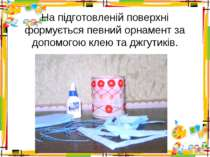 На підготовленій поверхні
формується певний орнамент за
допомогою клею та джгутиків.